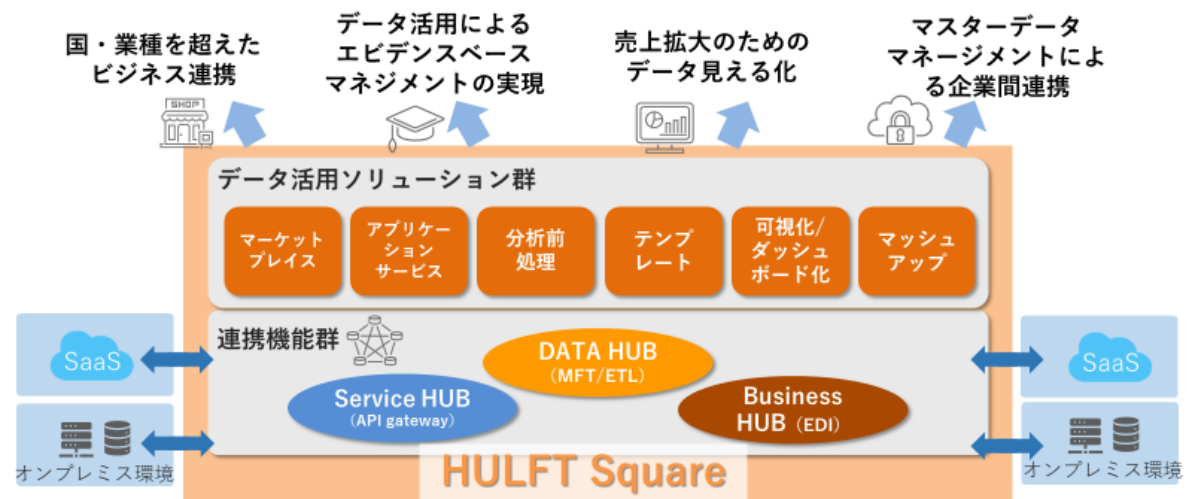 国・業種を超えた
ビジネス連携
データ活用による
エビデンスベース
マネジメントの実現
売上拡大のための
データ見える化
マスターデータ
マネージメントによ
る企業間連携
SHOP
データ活用ソリューション群
マーケット
プレイス
アプリケー
ション
サービス
分析前
処理
テンプ
レート
可視化/
ダッシュ
ボード化
マッシュ
アップ
連携機能群
DATA HUB
(MFT/ETL)
Service HUB
(API gateway)
Business
HUB (EDI)
SaaS
オンプレミス環境
SaaS
オンプレミス環境
HULFT Square